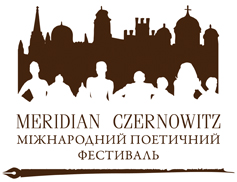 MERIDIAN CZERNOWITZ
МІЖНАРОДНИЙ ПОЕТИЧНИЙ
ФЕСТИВАЛЬ